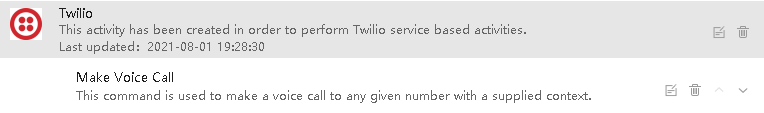 Twilio
This activity has been created in order to perform Twilio service based activities.
Last updated: 2021-08-01 19:28:30
Make Voice Call
This command is used to make a voice call to any given number with a supplied context.